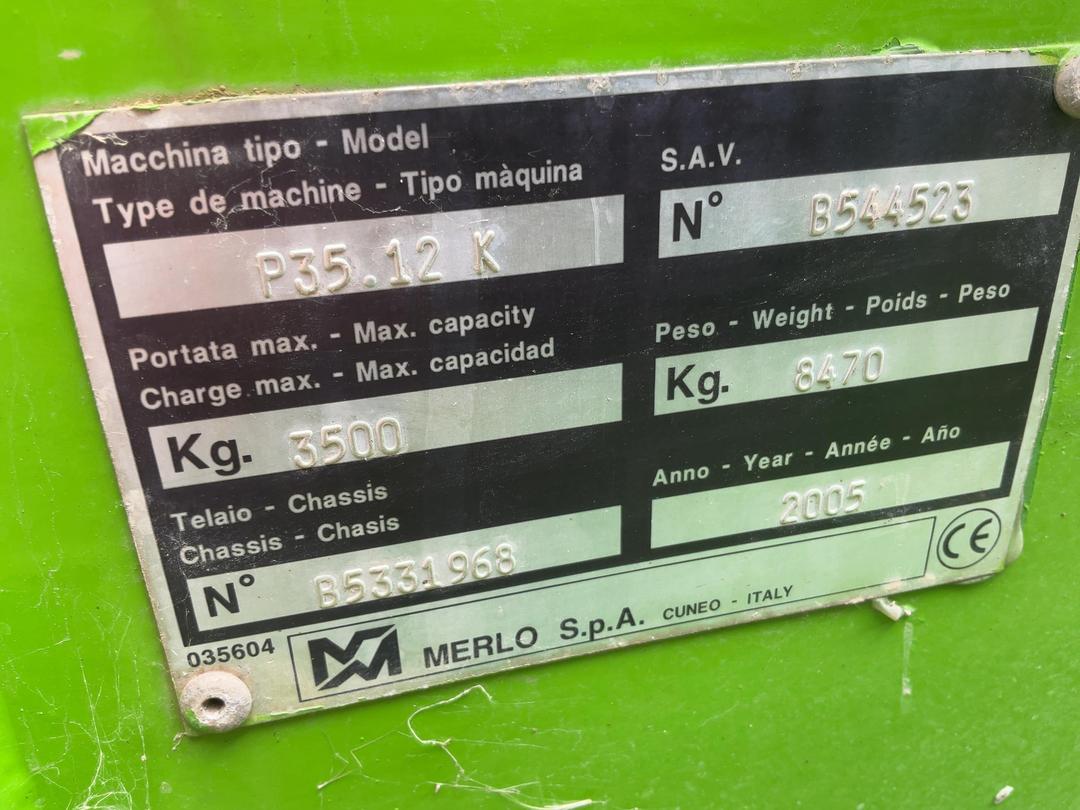 Macchina tipo - Model
Type de machine - Tipo màquina
P35.12 K
S.A.V.
N° B544523
Portata max. - Max. capacity
Charge max. - Max. capacidad
Kg. 3500
Peso - Weight - Poids - Peso
Kg. 8470
Telaio - Chassis
Chassis - Chasis
N° B5331968
Anno - Year - Année - Año
2005
035604
MERLO S.p.A. CUNEO - ITALY
CE